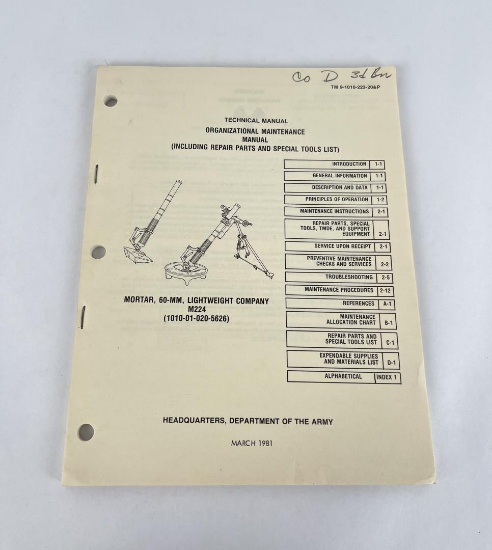 Co D 3d Bn
TM 9-1010-223-20&P
TECHNICAL MANUAL
ORGANIZATIONAL MAINTENANCE
MANUAL
(INCLUDING REPAIR PARTS AND SPECIAL TOOLS LIST)
INTRODUCTION 1-1
GENERAL INFORMATION 1-1
DESCRIPTION AND DATA 1-1
PRINCIPLES OF OPERATION 1-2
MAINTENANCE INSTRUCTIONS 2-1
REPAIR PARTS, SPECIAL
TOOLS, TMDE, AND SUPPORT
EQUIPMENT 2-1
SERVICE UPON RECEIPT 2-1
PREVENTIVE MAINTENANCE
CHECKS AND SERVICES 2-2
TROUBLESHOOTING 2-5
MAINTENANCE PROCEDURES 2-12
REFERENCES A-1
MAINTENANCE
ALLOCATION CHART B-1
REPAIR PARTS AND
SPECIAL TOOLS LIST C-1
EXPENDABLE SUPPLIES
AND MATERIALS LIST D-1
ALPHABETICAL INDEX 1
MORTAR, 60-MM, LIGHTWEIGHT COMPANY
M224
(1010-01-020-5626)
HEADQUARTERS, DEPARTMENT OF THE ARMY
MARCH 1981